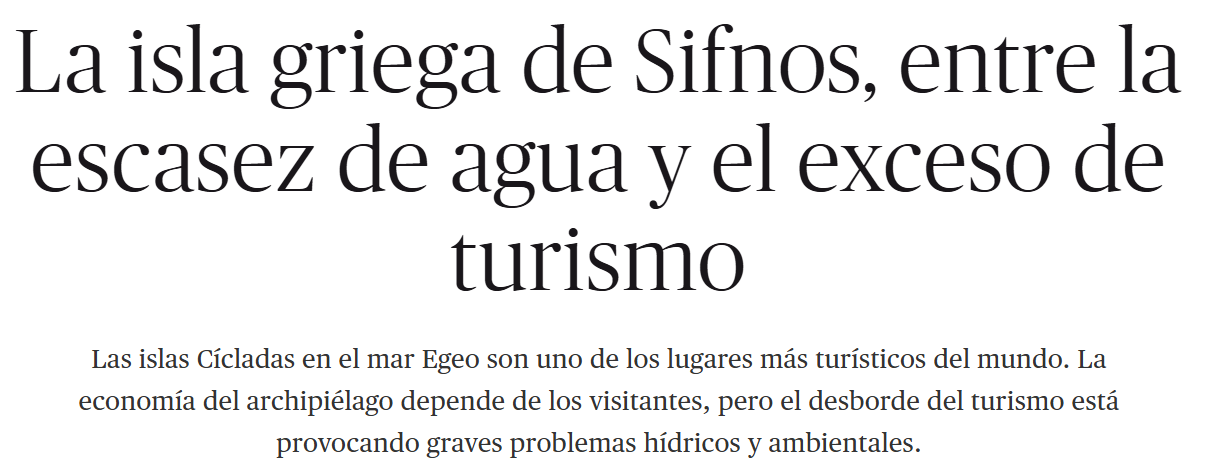 La isla griega de Sifnos, entre la
escasez de agua y el exceso de
turismo
Las islas Cícladas en el mar Egeo son uno de los lugares más turísticos del mundo. La
economía del archipiélago depende de los visitantes, pero el desborde del turismo está
provocando graves problemas hídricos y ambientales.